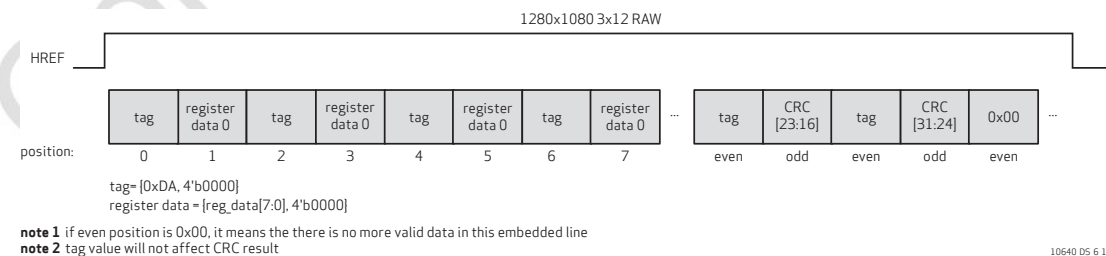 1280x1080 3x12 RAW
HREF
tag register data 0 tag register data 0 tag register data 0 tag register data 0 ... tag CRC [23:16] tag CRC [31:24] 0x00 ...
position: 0 1 2 3 4 5 6 7 even odd even odd even
tag= {0xDA, 4'b0000}
register data = {reg_data[7:0], 4'b0000}
note 1 if even position is 0x00, it means the there is no more valid data in this embedded line
note 2 tag value will not affect CRC result
10640 DS 6 1